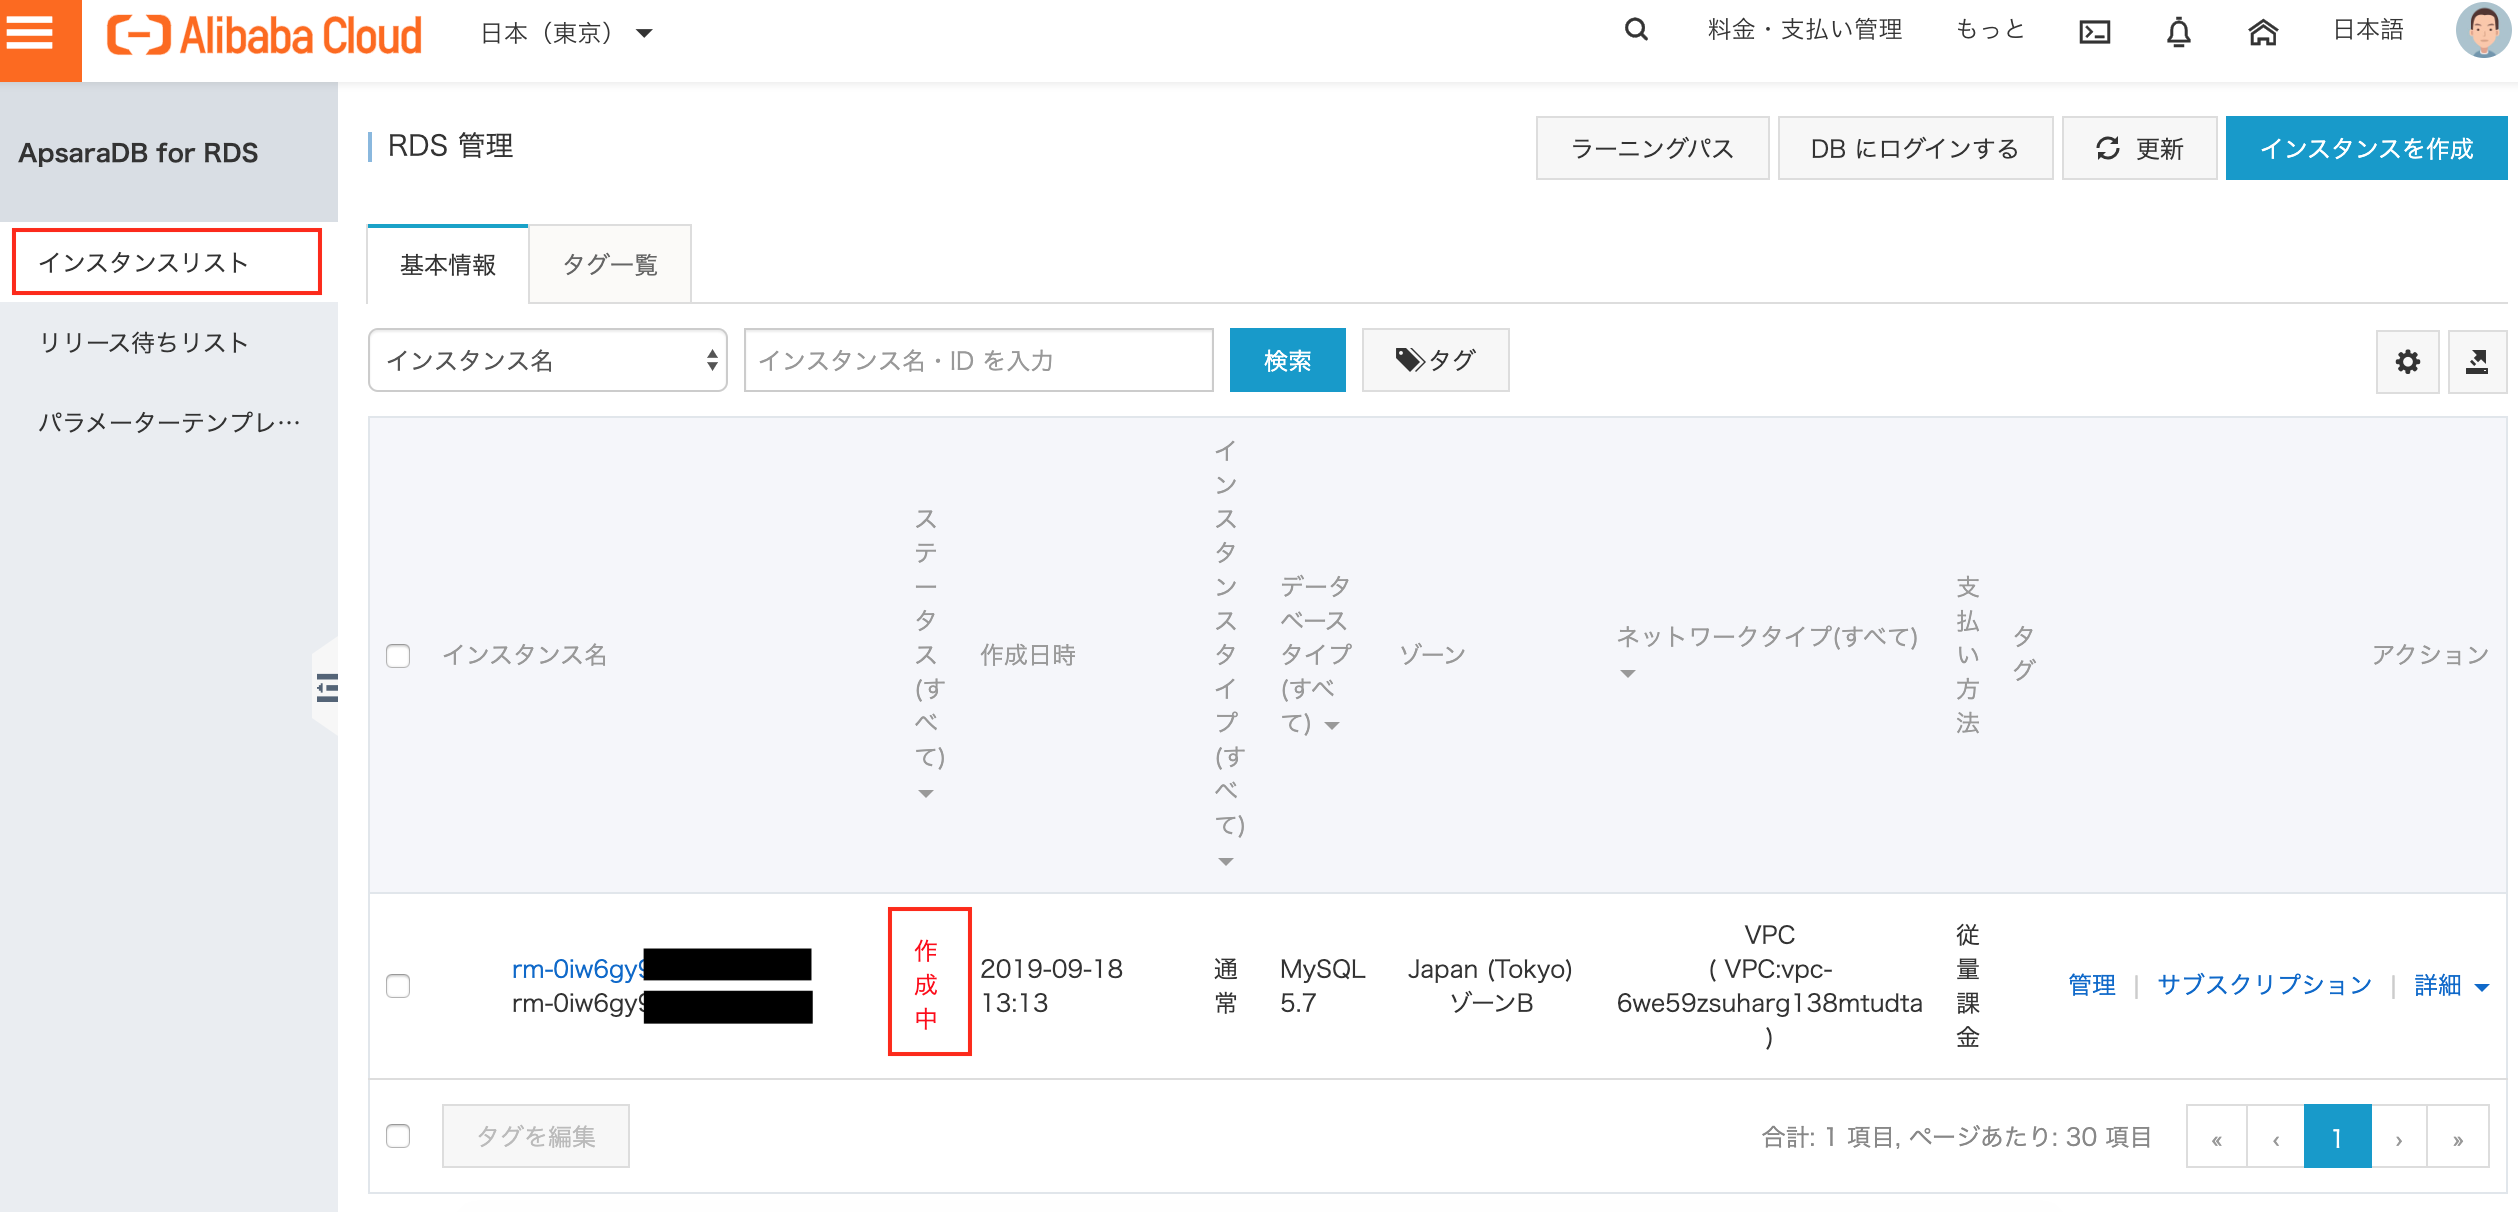 Alibaba Cloud
日本（東京）
料金・支払い管理
もっと
日本語
ApsaraDB for RDS
インスタンスリスト
リリース待ちリスト
パラメーターテンプレ…
RDS 管理
ラーニングパス
DB にログインする
更新
インスタンスを作成
基本情報
タグ一覧
インスタンス名
インスタンス名・ID を入力
検索
タグ
インスタンス名
ステータス(すべて)
作成日時
インスタンスタイプ(すべて)
データ
ベース
タイプ
(すべ
て)
ゾーン
ネットワークタイプ(すべて)
支払い方法
タグ
アクション
rm-0iw6gy9
rm-0iw6gy9
作成中
2019-09-18
13:13
通常
MySQL
5.7
Japan (Tokyo)
ゾーンB
VPC
( VPC:vpc-
6we59zsuharg138mtudta
)
従量課金
管理 | サブスクリプション | 詳細
タグを編集
合計: 1 項目, ページあたり: 30 項目
« ‹ 1 › »